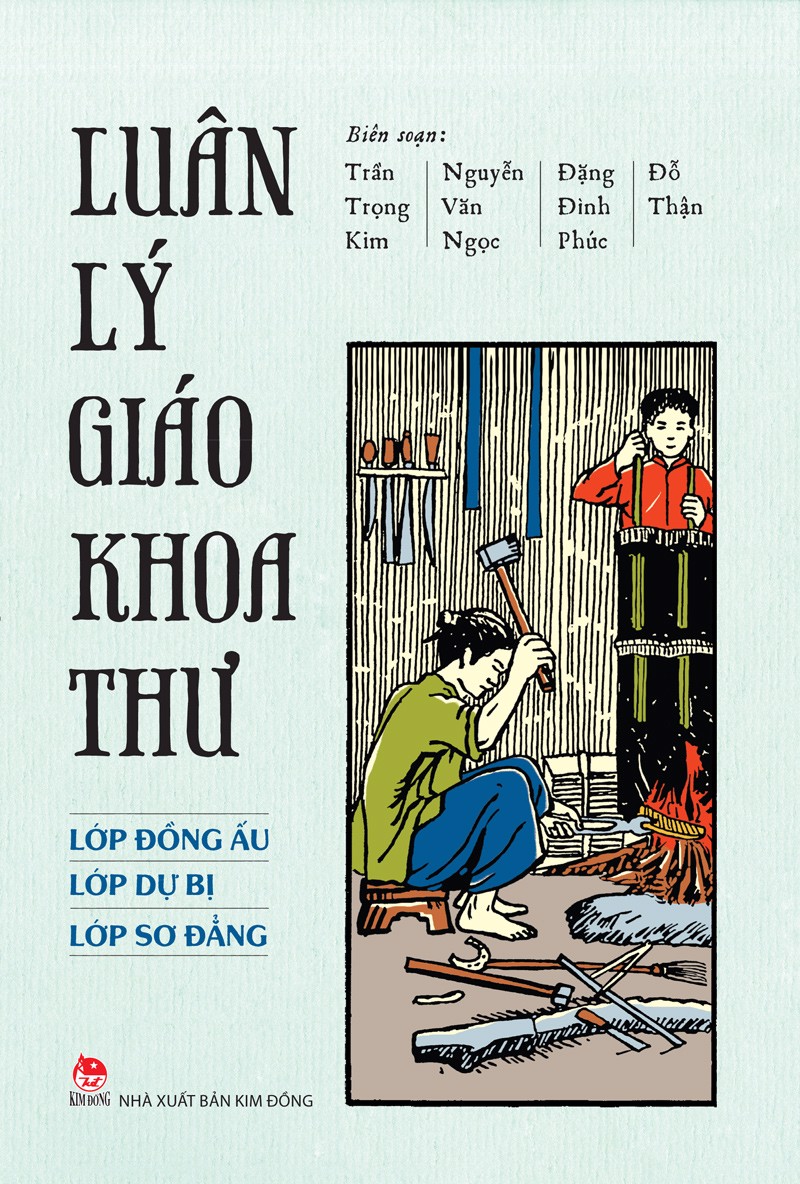 LUÂN
LÝ
GIÁO
KHOA
THƯ
Biên soạn:
Trần
Trọng
Kim
Nguyễn
Văn
Ngọc
Đặng
Đình
Phúc
Đỗ
Thận
LỚP ĐỒNG ẤU
LỚP DỰ BỊ
LỚP SƠ ĐẲNG
KIM ĐỒNG
NHÀ XUẤT BẢN KIM ĐỒNG